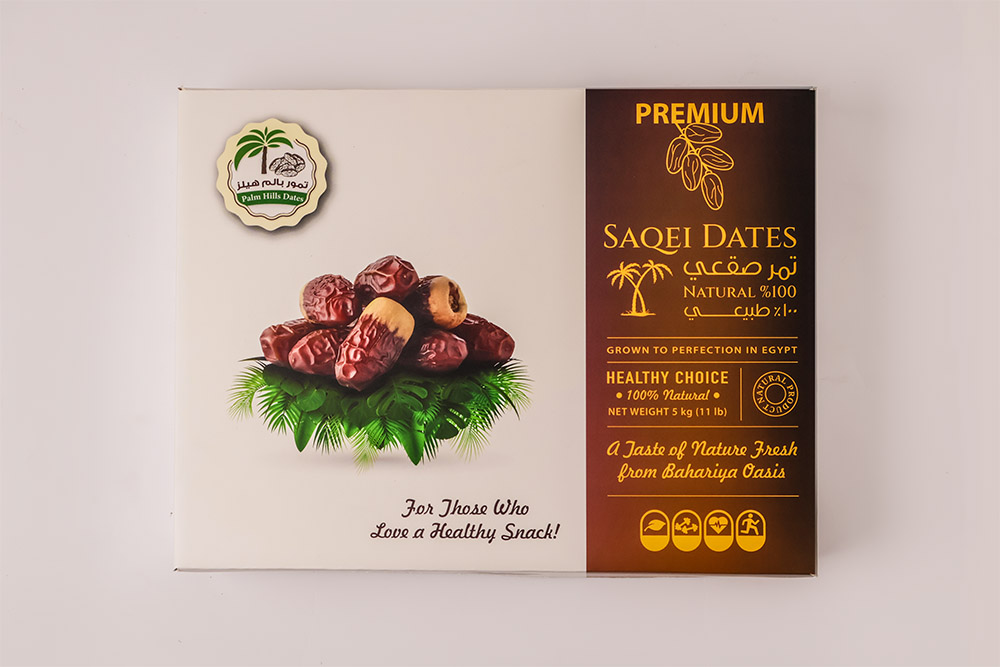 تمور بالم هيلز
Palm Hills Dates
For Those Who
Love a Healthy Snack!
PREMIUM
SAQEI DATES
تمر صقعي
NATURAL %100
١٠٠٪ طبيعي
GROWN TO PERFECTION IN EGYPT
HEALTHY CHOICE
• 100% Natural •
NET WEIGHT 5 kg (11 lb)
NATURAL PRODUCT
A Taste of Nature Fresh
from Bahariya Oasis